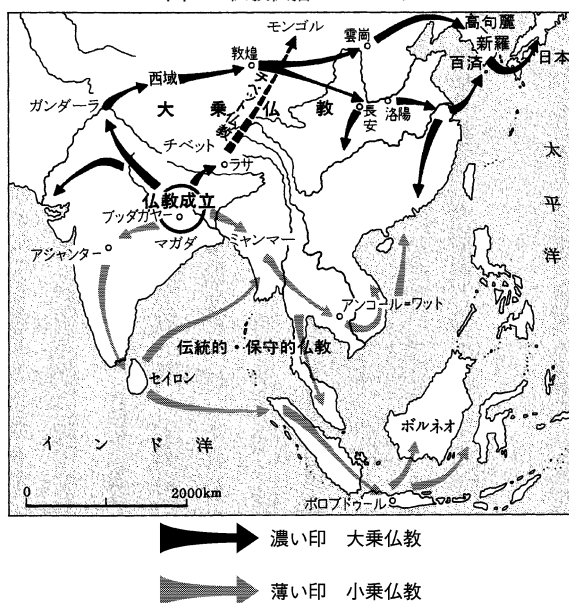 モンゴル
雲崗
高句麗
新羅
百済
日本
敦煌
西域
ガンダーラ
大乗仏教
チベット仏教
長安
洛陽
チベット
ラサ
太平洋
仏教成立
ブッダガヤー
マガダ
ミャンマー
アジャンター
アンコール=ワット
伝統的・保守的仏教
セイロン
ボルネオ
インド洋
0 2000km
ボロブドゥール
濃い印 大乗仏教
薄い印 小乗仏教